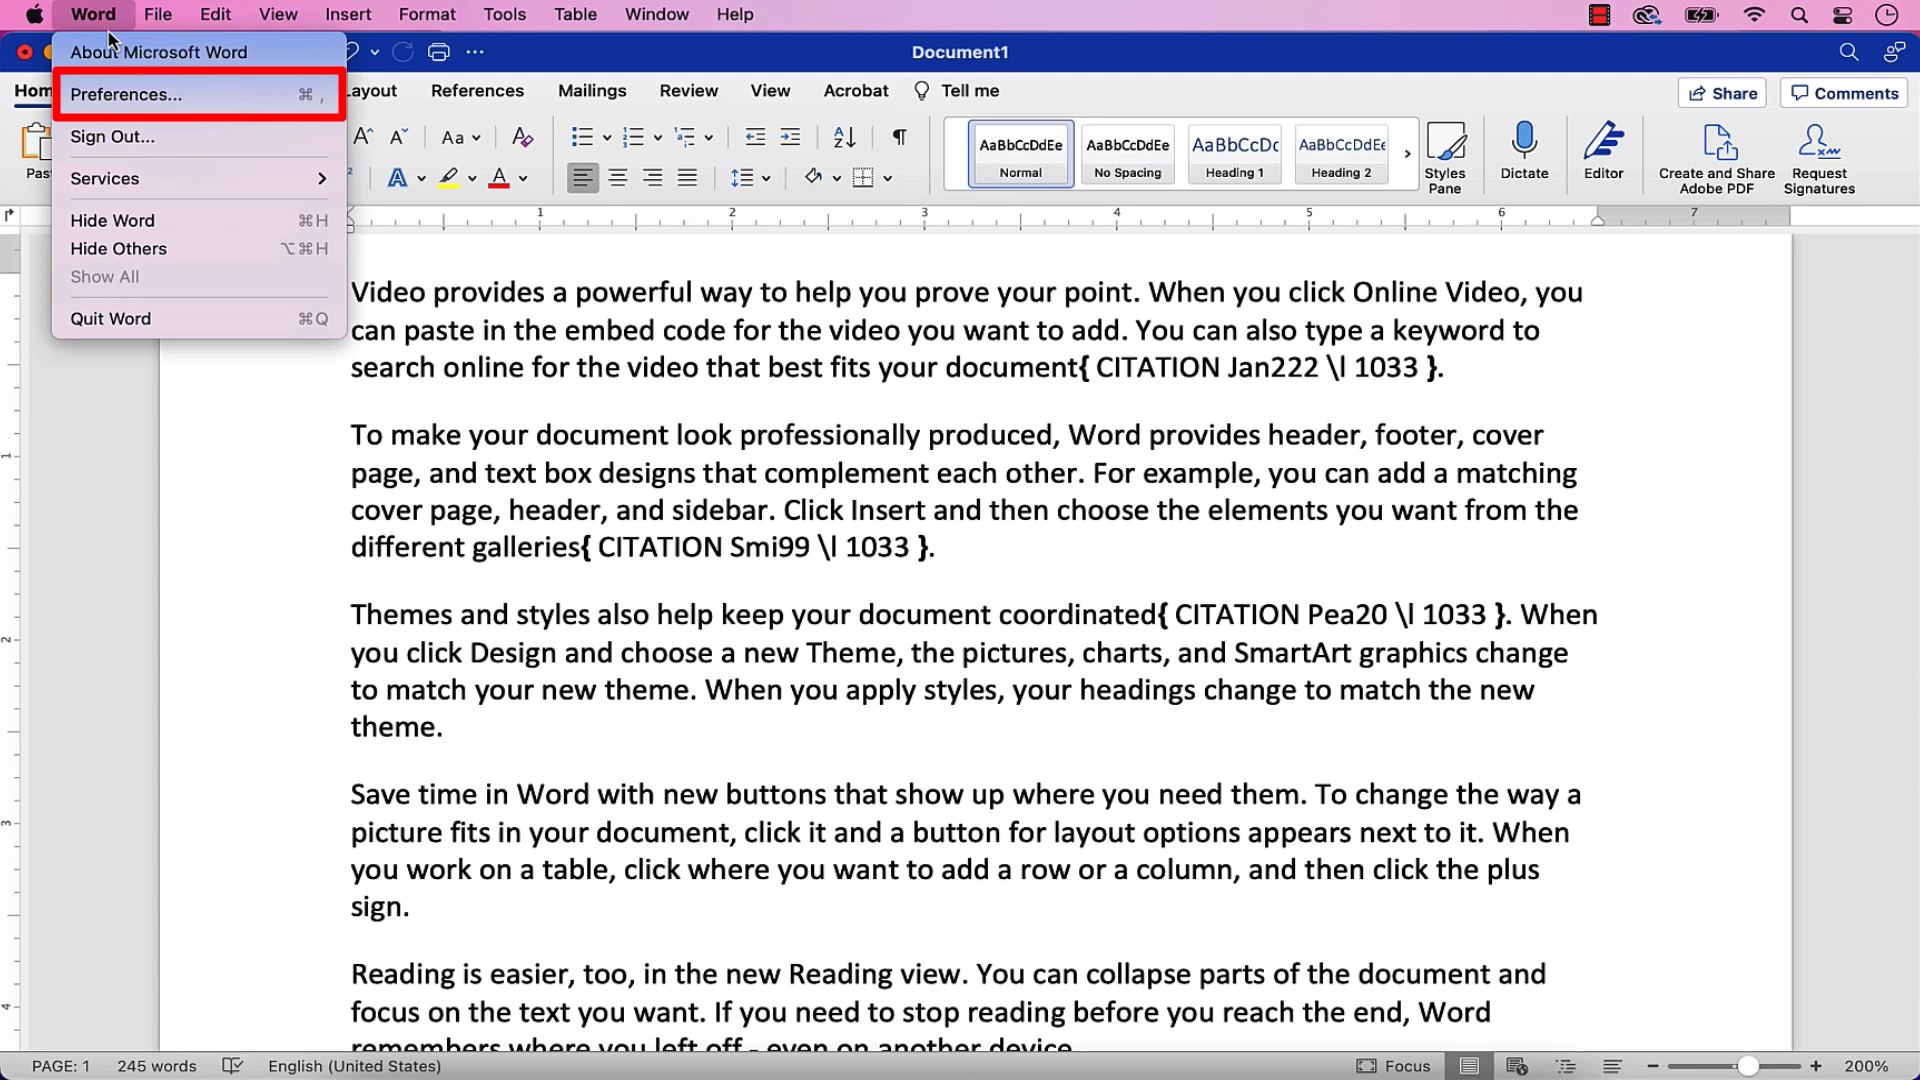 Word File Edit View Insert Format Tools Table Window Help
Document1
About Microsoft Word
Preferences... ⌘ ,
Sign Out...
Services
Hide Word ⌘H
Hide Others ⌥⌘H
Show All
Quit Word ⌘Q
References Mailings Review View Acrobat Tell me
Share Comments
Aa
AaBbCcDdEe Normal
AaBbCcDdEe No Spacing
Heading 1
Heading 2
Styles Pane
Dictate
Editor
Create and Share Adobe PDF
Request Signatures
1 2 3 4 5 6 7
Video provides a powerful way to help you prove your point. When you click Online Video, you
can paste in the embed code for the video you want to add. You can also type a keyword to
search online for the video that best fits your document{ CITATION Jan222 \l 1033 }.
To make your document look professionally produced, Word provides header, footer, cover
page, and text box designs that complement each other. For example, you can add a matching
cover page, header, and sidebar. Click Insert and then choose the elements you want from the
different galleries{ CITATION Smi99 \l 1033 }.
Themes and styles also help keep your document coordinated{ CITATION Pea20 \l 1033 }. When
you click Design and choose a new Theme, the pictures, charts, and SmartArt graphics change
to match your new theme. When you apply styles, your headings change to match the new
theme.
Save time in Word with new buttons that show up where you need them. To change the way a
picture fits in your document, click it and a button for layout options appears next to it. When
you work on a table, click where you want to add a row or a column, and then click the plus
sign.
Reading is easier, too, in the new Reading view. You can collapse parts of the document and
focus on the text you want. If you need to stop reading before you reach the end, Word
remembers where you left off - even on another device.
PAGE: 1 245 words English (United States) Focus 200%